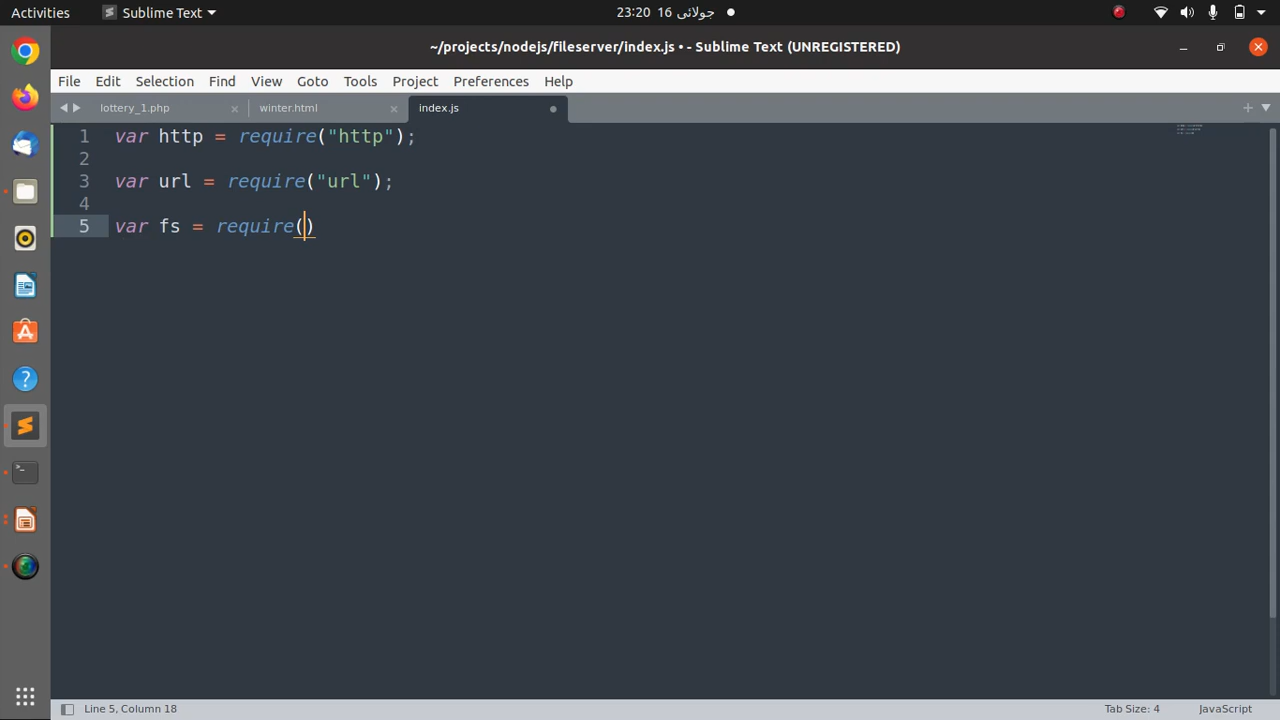 Activities Sublime Text 23:20 16 جولائی
~/projects/nodejs/fileserver/index.js • - Sublime Text (UNREGISTERED)
File Edit Selection Find View Goto Tools Project Preferences Help
lottery_1.php winter.html index.js
1 var http = require("http");
2
3 var url = require("url");
4
5 var fs = require()
Line 5, Column 18 Tab Size: 4 JavaScript